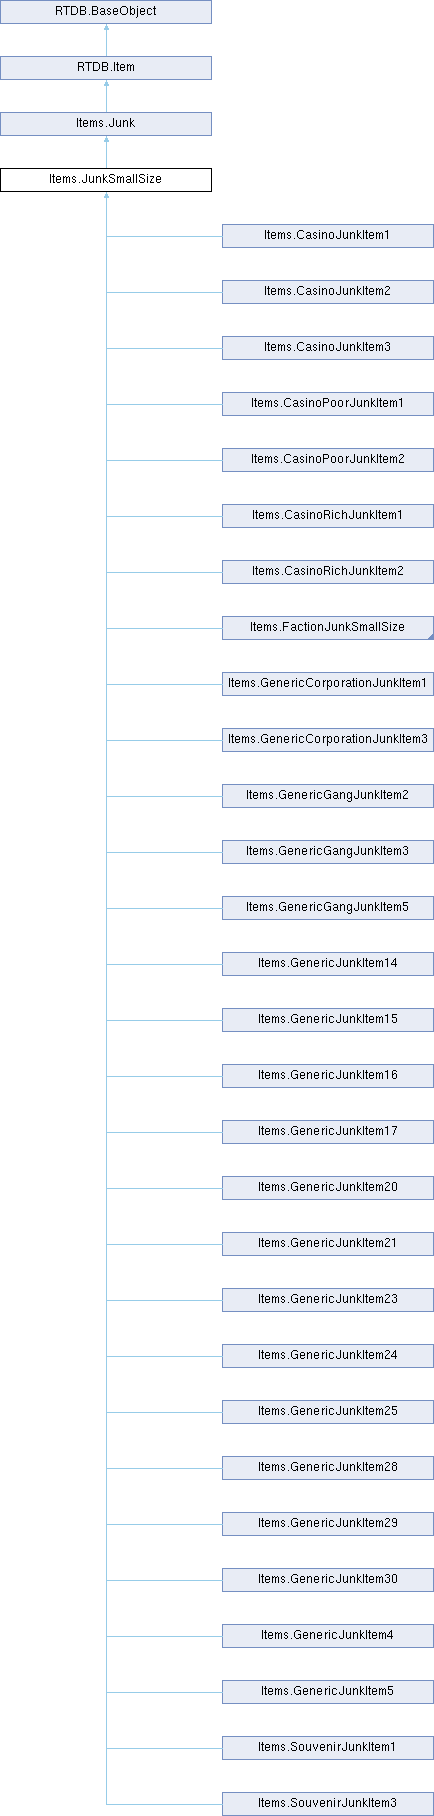 RTDB.BaseObject
RTDB.Item
Items.Junk
Items.JunkSmallSize
Items.CasinoJunkItem1
Items.CasinoJunkItem2
Items.CasinoJunkItem3
Items.CasinoPoorJunkItem1
Items.CasinoPoorJunkItem2
Items.CasinoRichJunkItem1
Items.CasinoRichJunkItem2
Items.FactionJunkSmallSize
Items.GenericCorporationJunkItem1
Items.GenericCorporationJunkItem3
Items.GenericGangJunkItem2
Items.GenericGangJunkItem3
Items.GenericGangJunkItem5
Items.GenericJunkItem14
Items.GenericJunkItem15
Items.GenericJunkItem16
Items.GenericJunkItem17
Items.GenericJunkItem20
Items.GenericJunkItem21
Items.GenericJunkItem23
Items.GenericJunkItem24
Items.GenericJunkItem25
Items.GenericJunkItem28
Items.GenericJunkItem29
Items.GenericJunkItem30
Items.GenericJunkItem4
Items.GenericJunkItem5
Items.SouvenirJunkItem1
Items.SouvenirJunkItem3